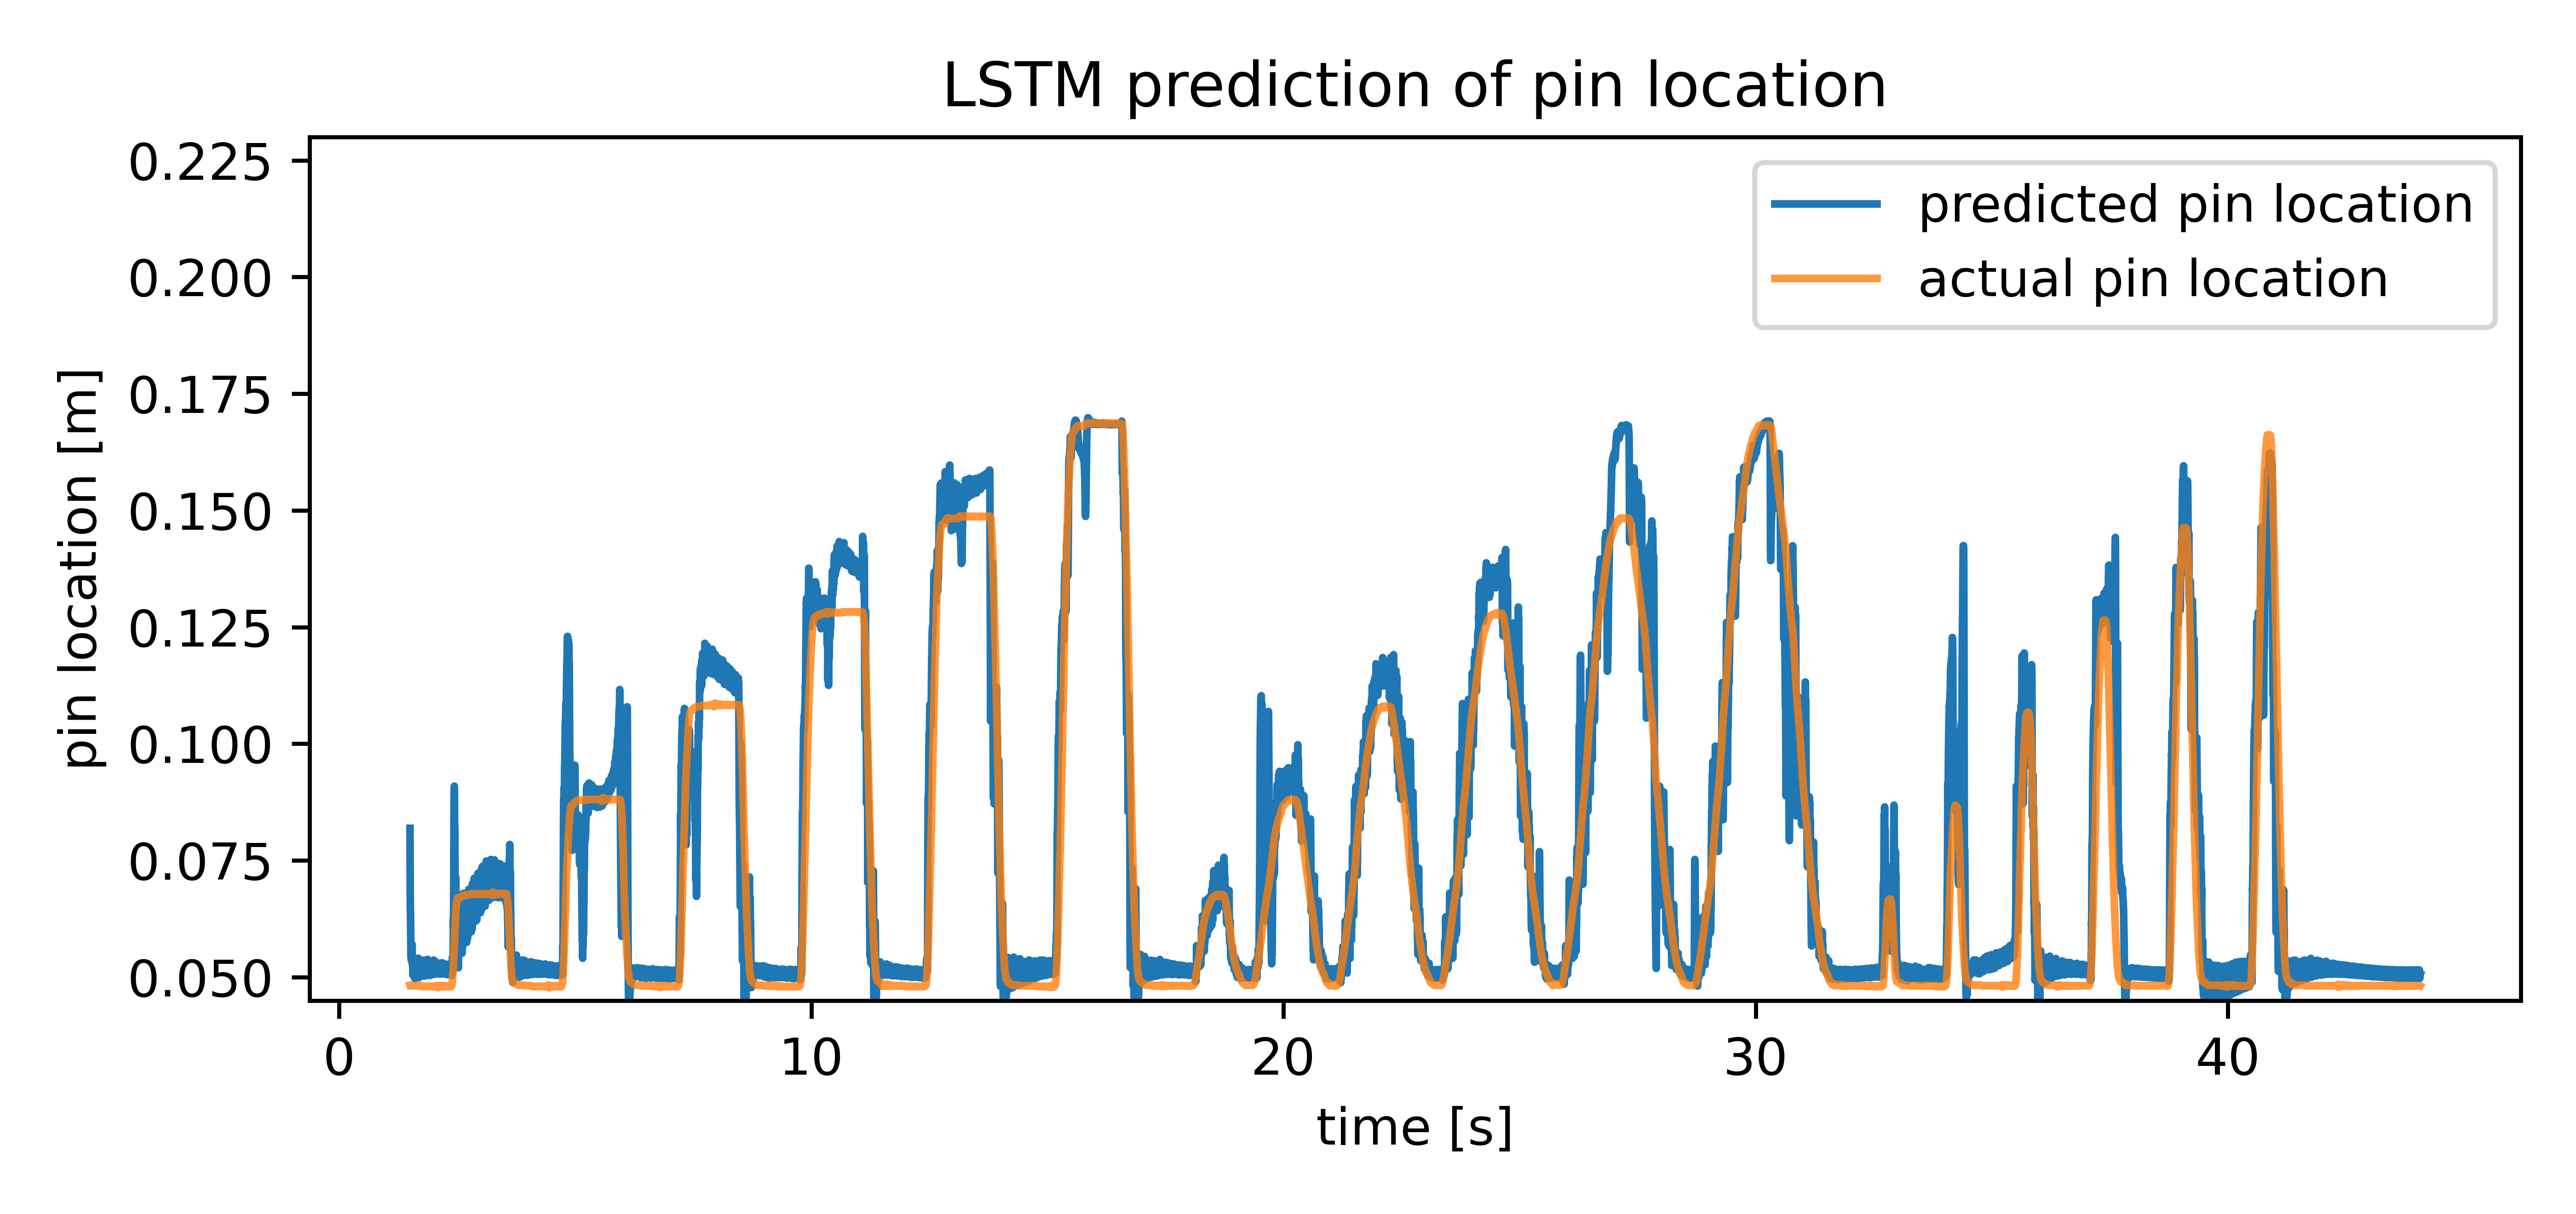 LSTM prediction of pin location
predicted pin location
actual pin location
pin location [m]
0.225
0.200
0.175
0.150
0.125
0.100
0.075
0.050
0 10 20 30 40
time [s]